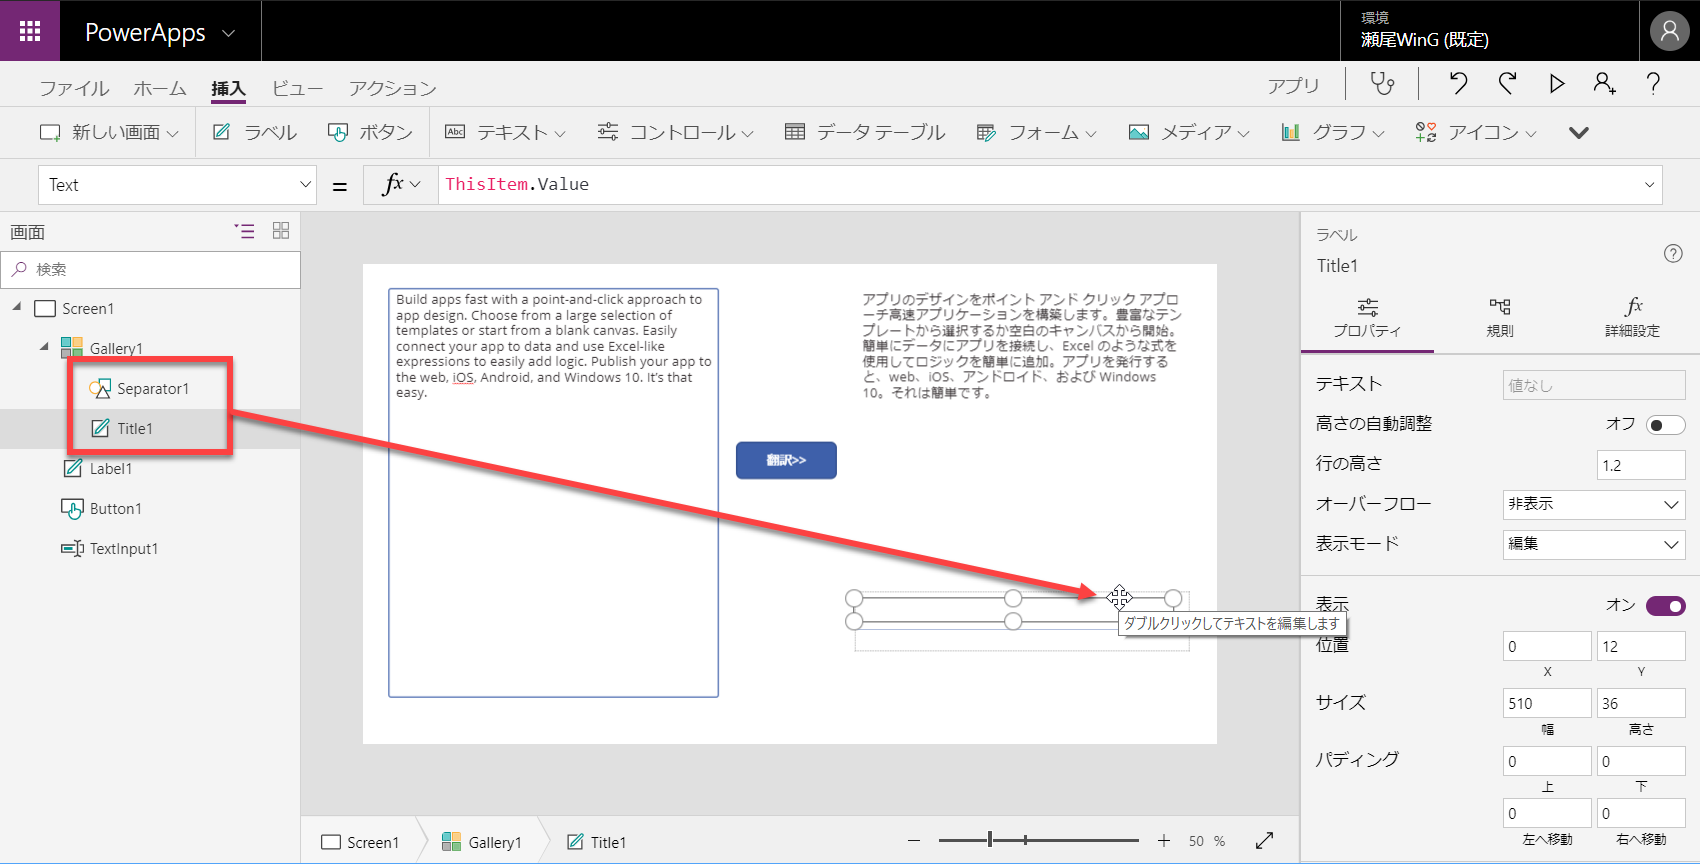 PowerApps
環境
瀬尾WinG (既定)
ファイル ホーム 挿入 ビュー アクション アプリ
新しい画面 ラベル ボタン Abc テキスト コントロール データ テーブル フォーム メディア グラフ アイコン
Text = fx ThisItem.Value
画面
検索
Screen1
Gallery1
Separator1
Title1
Label1
Button1
TextInput1
Build apps fast with a point-and-click approach to
app design. Choose from a large selection of
templates or start from a blank canvas. Easily
connect your app to data and use Excel-like
expressions to easily add logic. Publish your app to
the web, iOS, Android, and Windows 10. It's that
easy.
翻訳>>
アプリのデザインをポイント アンド クリック アプロ
ーチ高速アプリケーションを構築します。豊富なテン
プレートから選択するか空白のキャンバスから開始。
簡単にデータにアプリを接続し、Excel のような式を
使用してロジックを簡単に追加。アプリを発行する
と、web、iOS、アンドロイド、および Windows
10。それは簡単です。
ダブルクリックしてテキストを編集します
ラベル
Title1
プロパティ 規則 fx 詳細設定
テキスト 値なし
高さの自動調整 オフ
行の高さ 1.2
オーバーフロー 非表示
表示モード 編集
表示 オン
位置 0 12
X Y
サイズ 510 36
幅 高さ
パディング 0 0
上 下
0 0
左へ移動 右へ移動
Screen1 Gallery1 Title1 50 %